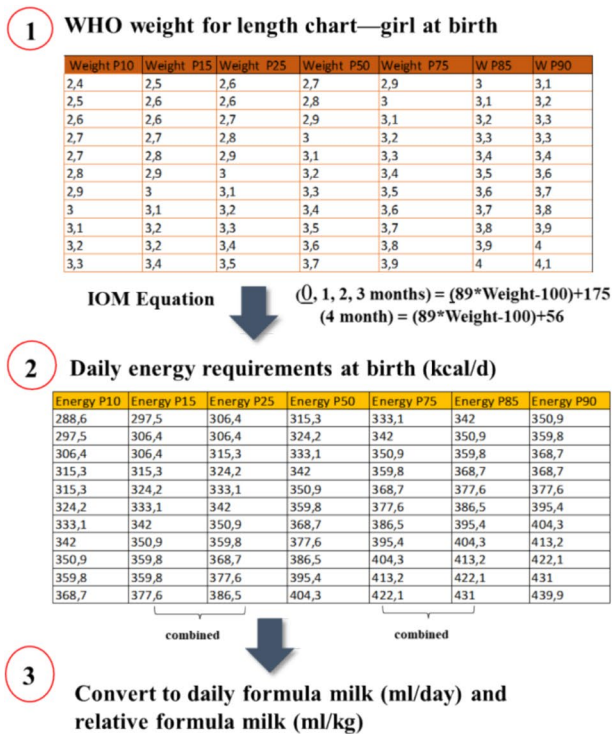 1 WHO weight for length chart—girl at birth
Weight P10 Weight P15 Weight P25 Weight P50 Weight P75 W P85 W P90
2,4 2,5 2,6 2,7 2,9 3 3,1
2,5 2,6 2,6 2,8 3 3,1 3,2
2,6 2,6 2,7 2,9 3,1 3,2 3,3
2,7 2,7 2,8 3 3,2 3,3 3,3
2,7 2,8 2,9 3,1 3,3 3,4 3,4
2,8 2,9 3 3,2 3,4 3,5 3,6
2,9 3 3,1 3,3 3,5 3,6 3,7
3 3,1 3,2 3,4 3,6 3,7 3,8
3,1 3,2 3,3 3,5 3,7 3,8 3,9
3,2 3,2 3,4 3,6 3,8 3,9 4
3,3 3,4 3,5 3,7 3,9 4 4,1
IOM Equation (0, 1, 2, 3 months) = (89*Weight-100)+175
(4 month) = (89*Weight-100)+56
2 Daily energy requirements at birth (kcal/d)
Energy P10 Energy P15 Energy P25 Energy P50 Energy P75 Energy P85 Energy P90
288,6 297,5 306,4 315,3 333,1 342 350,9
297,5 306,4 306,4 324,2 342 350,9 359,8
306,4 306,4 315,3 333,1 350,9 359,8 368,7
315,3 315,3 324,2 342 359,8 368,7 368,7
315,3 324,2 333,1 350,9 368,7 377,6 377,6
324,2 333,1 342 359,8 377,6 386,5 395,4
333,1 342 350,9 368,7 386,5 395,4 404,3
342 350,9 359,8 377,6 395,4 404,3 413,2
350,9 359,8 368,7 386,5 404,3 413,2 422,1
359,8 359,8 377,6 395,4 413,2 422,1 431
368,7 377,6 386,5 404,3 422,1 431 439,9
combined combined
3 Convert to daily formula milk (ml/day) and
relative formula milk (ml/kg)